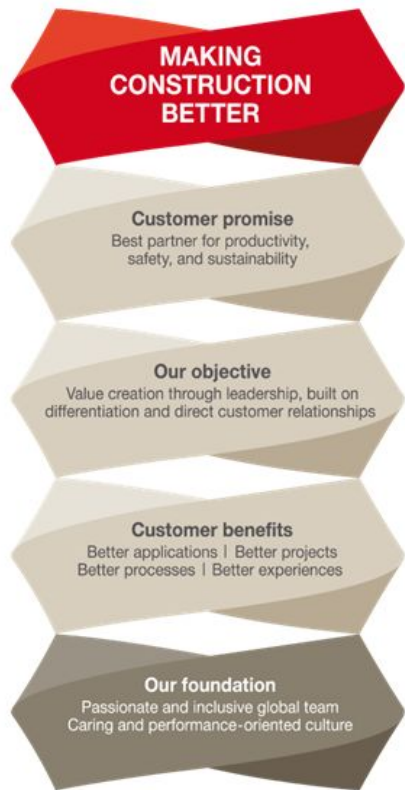 MAKING
CONSTRUCTION
BETTER
Customer promise
Best partner for productivity,
safety, and sustainability
Our objective
Value creation through leadership, built on
differentiation and direct customer relationships
Customer benefits
Better applications | Better projects
Better processes | Better experiences
Our foundation
Passionate and inclusive global team
Caring and performance-oriented culture